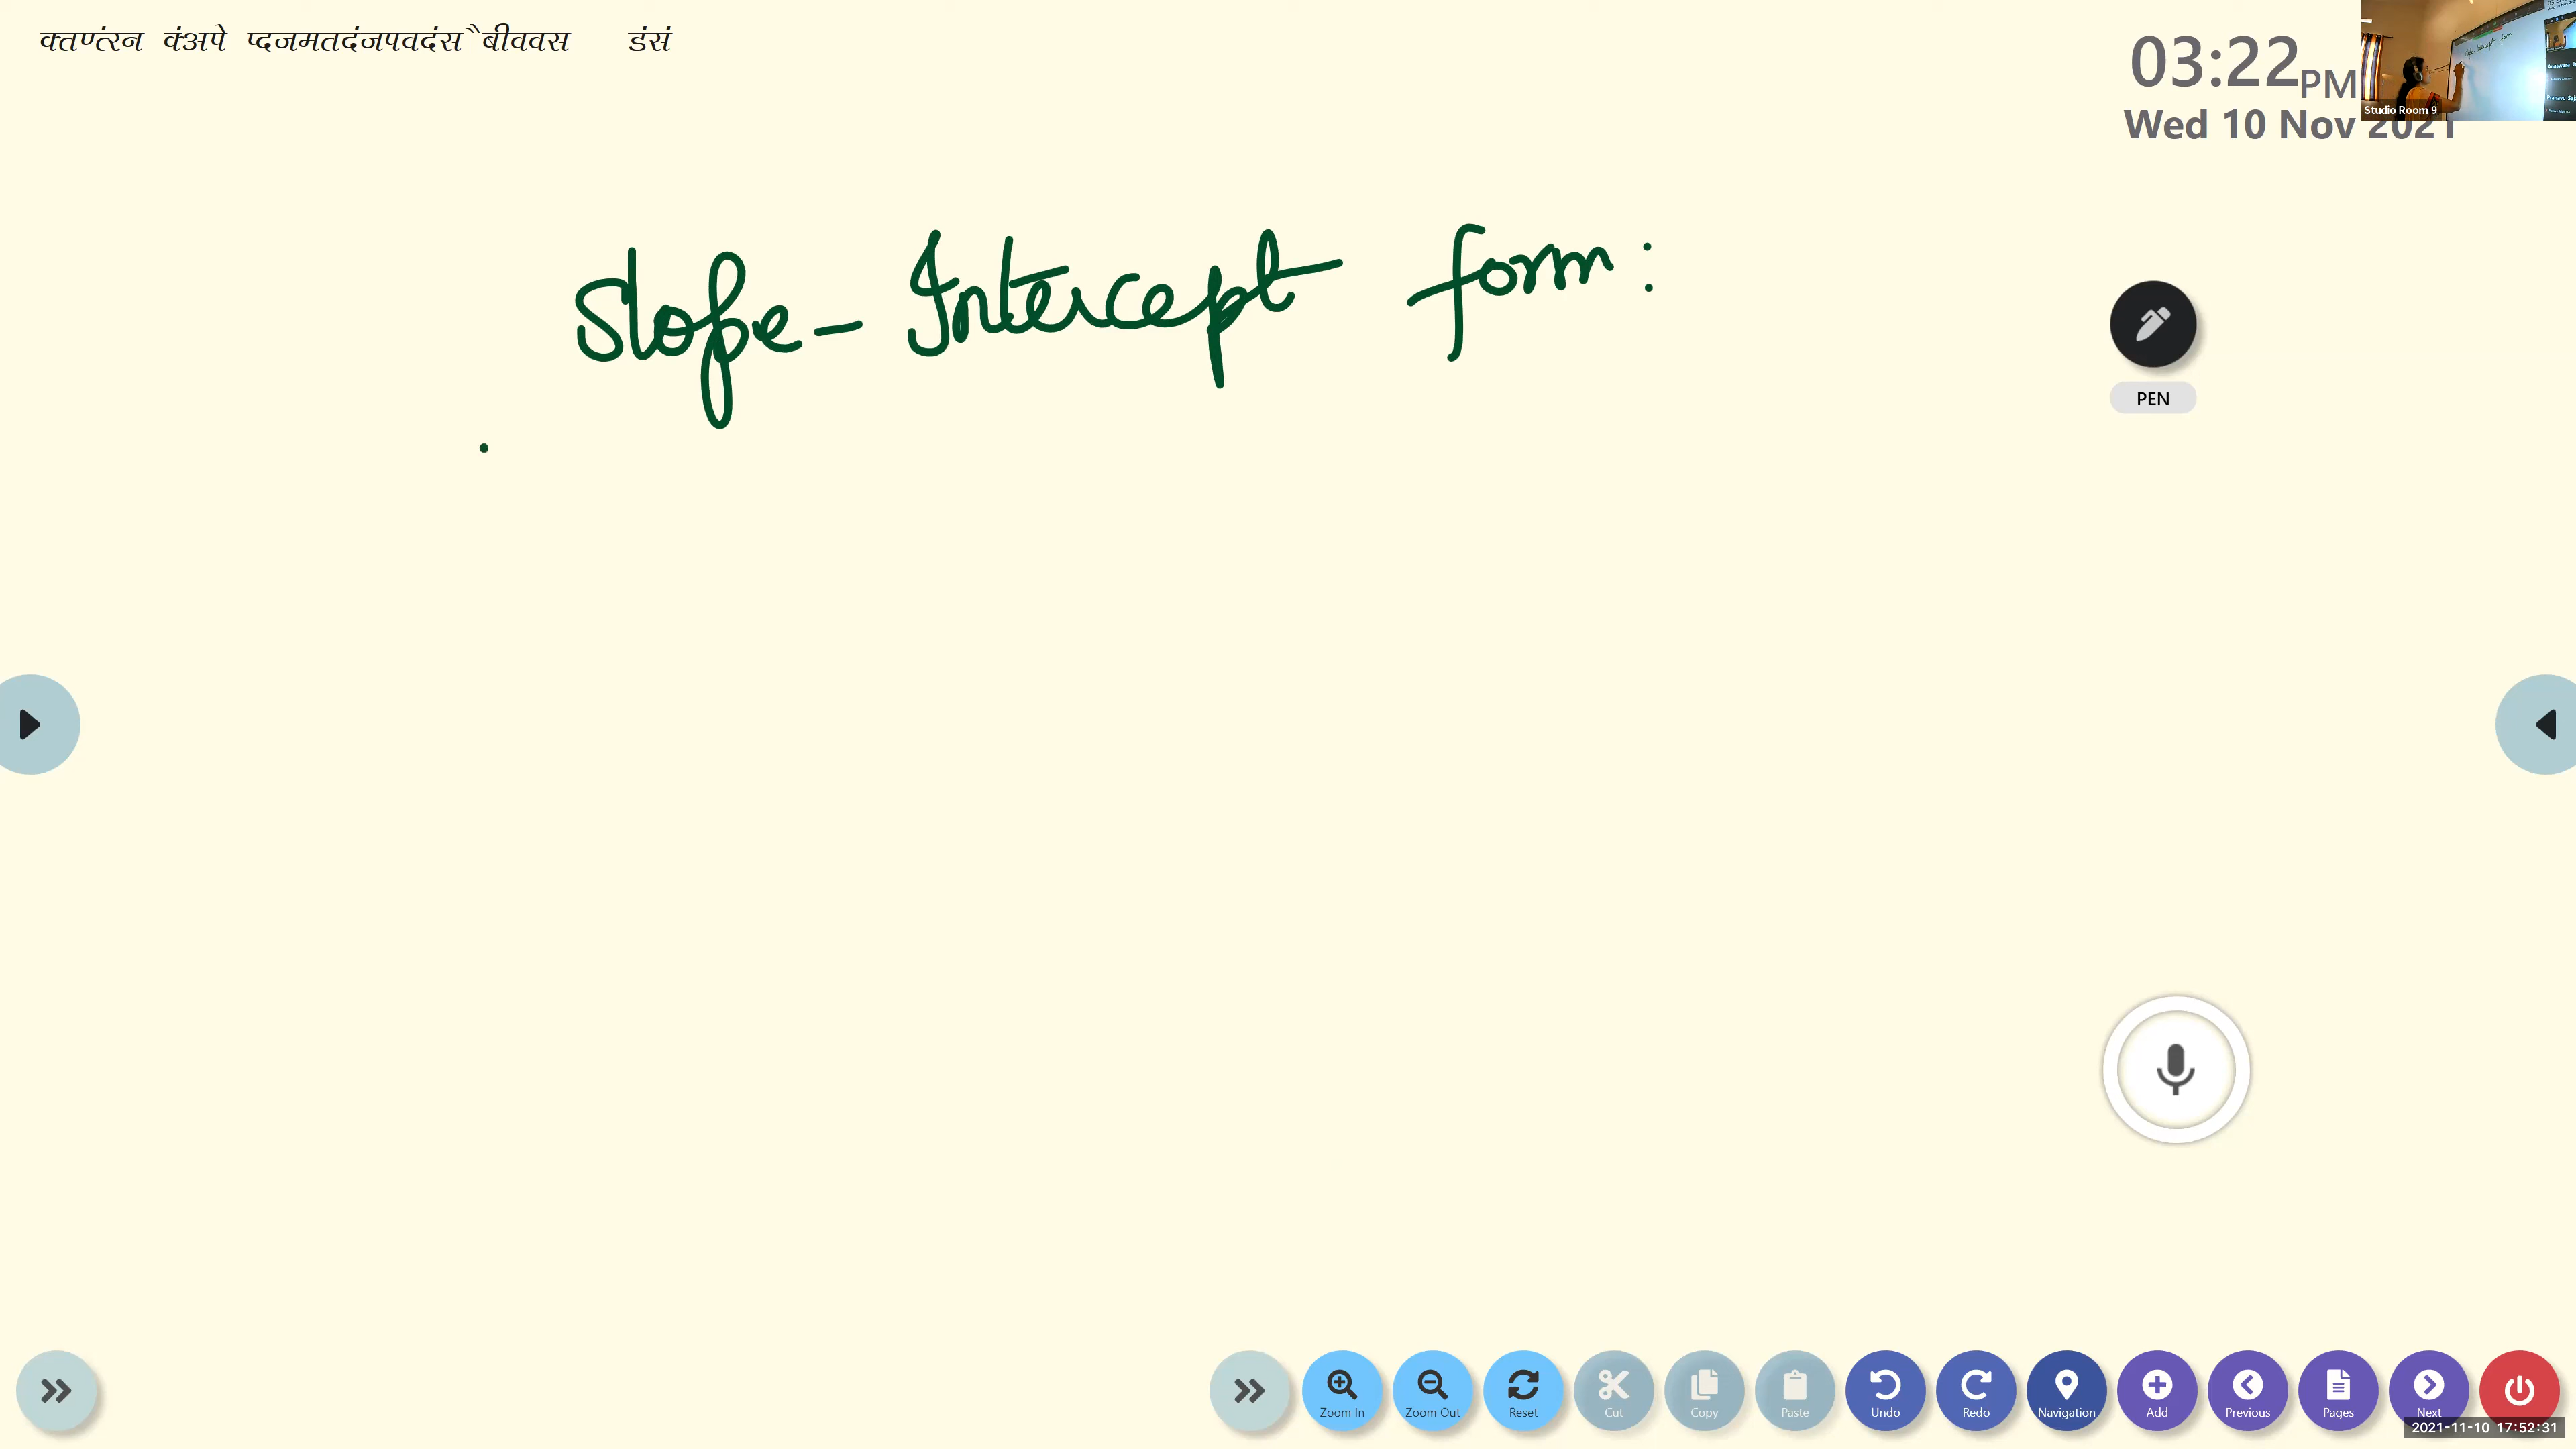 क्तण्तंरन कंअपे प्दजमतदंजपवदंस ैबीववस डंसं
03:22PM
Wed 10 Nov 2021
Studio Room 9
Slope - Intercept form :
PEN
Zoom In Zoom Out Reset Cut Copy Paste Undo Redo Navigation Add Previous Pages Next
2021-11-10 17:52:31